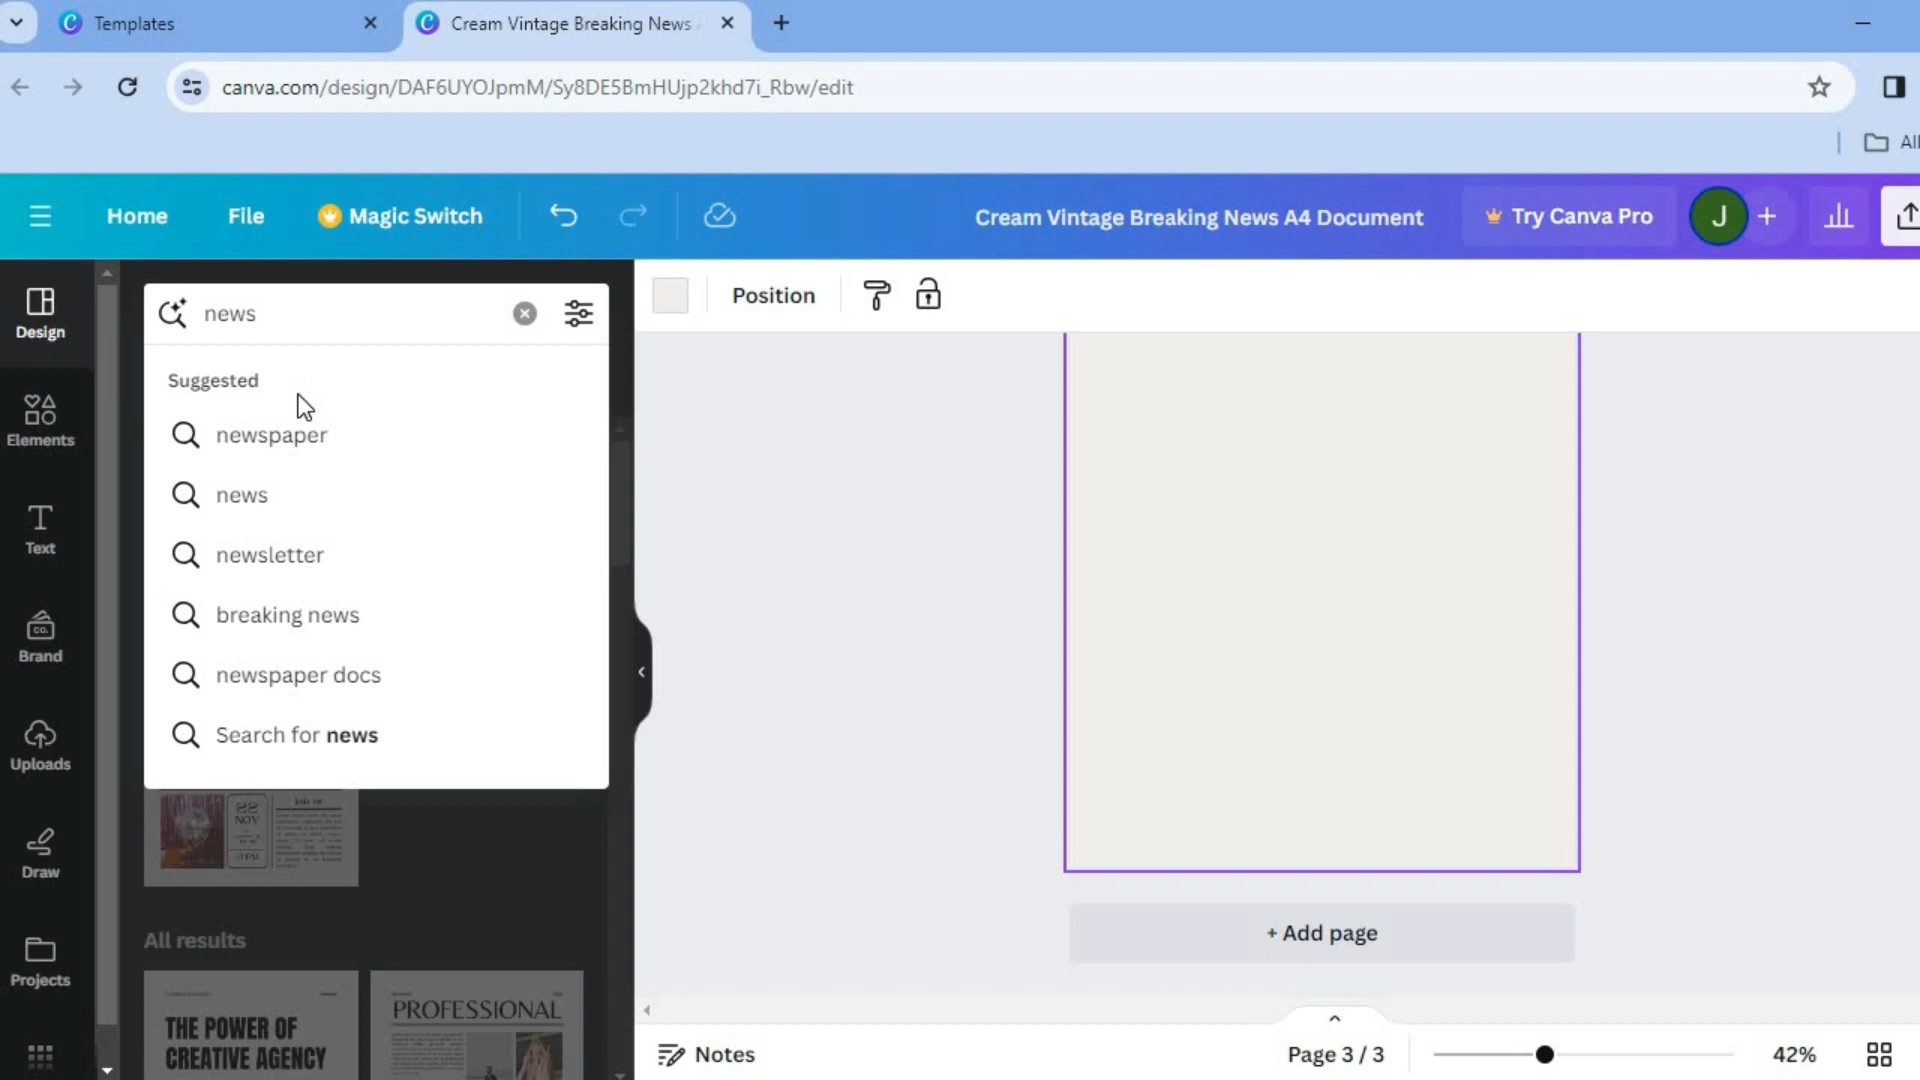 Templates
Cream Vintage Breaking News
canva.com/design/DAF6UYOJpmM/Sy8DE5BmHUjp2khd7i_Rbw/edit
All
Home
File
Magic Switch
Cream Vintage Breaking News A4 Document
Try Canva Pro
J
Design
Elements
Text
CO.
Brand
Uploads
Draw
Projects
news
Suggested
newspaper
news
newsletter
breaking news
newspaper docs
Search for news
22
NOV
All results
THE POWER OF
CREATIVE AGENCY
PROFESSIONAL
Position
+ Add page
Notes
Page 3 / 3
42%